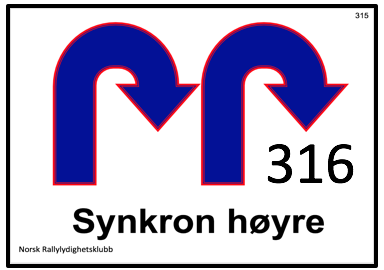 315
316
Synkron høyre
Norsk Rallylydighetsklubb